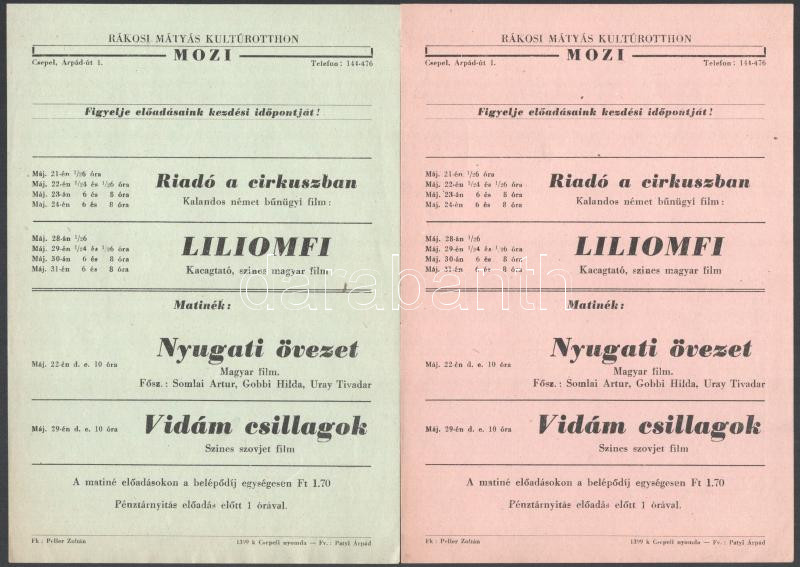 RÁKOSI MÁTYÁS KULTÚROTTHON
MOZI
Csepel, Árpád-út 1.
Telefon: 144-476
Figyelje előadásaink kezdési időpontját!
Máj. 21-én ½6 óra
Máj. 22-én ½4 és ½6 óra
Máj. 23-án 6 és 8 óra
Máj. 24-én 6 és 8 óra
Riadó a cirkuszban
Kalandos német bűnügyi film:
Máj. 28-án ½6
Máj. 29-én ½4 és ½6 óra
Máj. 30-án 6 és 8 óra
Máj. 31-én 6 és 8 óra
LILIOMFI
Kacagtató, szines magyar film
Matinék:
Máj. 22-én d. e. 10 óra
Nyugati övezet
Magyar film.
Fősz.: Somlai Artur, Gobbi Hilda, Uray Tivadar
Máj. 29-én d. e. 10 óra
Vidám csillagok
Szines szovjet film
A matiné előadásokon a belépődíj egységesen Ft 1.70
Pénztárnyitás előadás előtt 1 órával.
Fk: Peller Zoltán
1399 k Csepeli nyomda — Fv.: Patyi Árpád
RÁKOSI MÁTYÁS KULTÚROTTHON
MOZI
Csepel, Árpád-út 1.
Telefon: 144-476
Figyelje előadásaink kezdési időpontját!
Máj. 21-én ½6 óra
Máj. 22-én ½4 és ½6 óra
Máj. 23-án 6 és 8 óra
Máj. 24-én 6 és 8 óra
Riadó a cirkuszban
Kalandos német bűnügyi film:
Máj. 28-án ½6
Máj. 29-én ½4 és ½6 óra
Máj. 30-án 6 és 8 óra
Máj. 31-én 6 és 8 óra
LILIOMFI
Kacagtató, szines magyar film
Matinék:
Máj. 22-én d. e. 10 óra
Nyugati övezet
Magyar film.
Fősz.: Somlai Artur, Gobbi Hilda, Uray Tivadar
Máj. 29-én d. e. 10 óra
Vidám csillagok
Szines szovjet film
A matiné előadásokon a belépődíj egységesen Ft 1.70
Pénztárnyitás előadás előtt 1 órával.
Fk: Peller Zoltán
1399 k Csepeli nyomda — Fv.: Patyi Árpád
darabanth